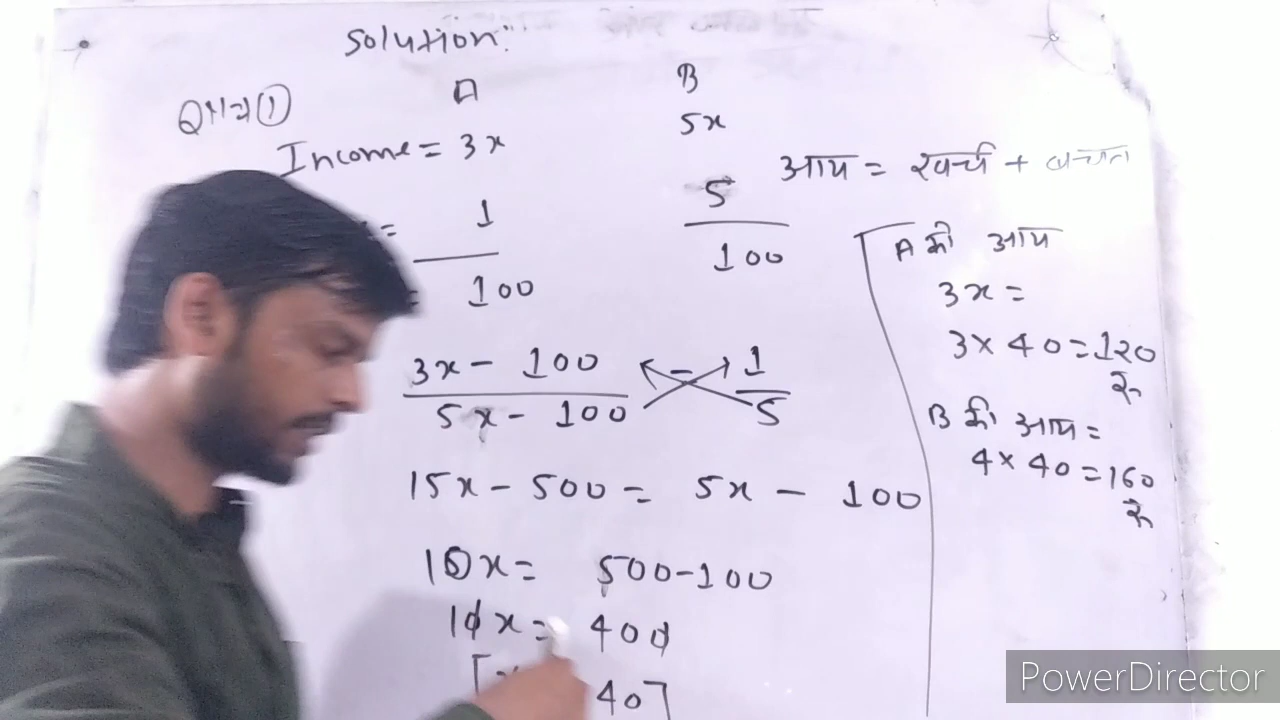 Solution:
A B
Income = 3x 5x
आय = खर्च + बचत
= 1 5
100 100
A की आय
3x =
3x - 100 1
5x - 100 5
3 × 40 = 120
रु
B की आय =
4 × 40 = 160
रु
15x - 500 = 5x - 100
10x = 500-100
10x = 400
[x 40]
PowerDirector